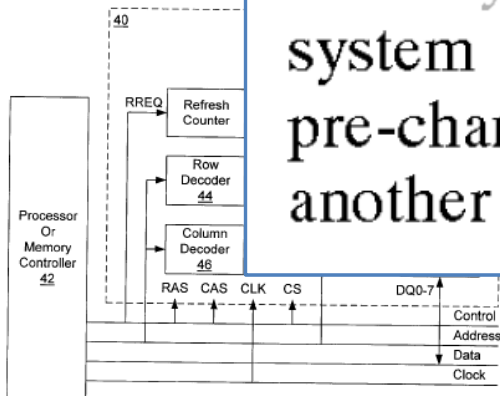 40
system
pre-char
another
RREQ
Refresh
Counter
Row
Decoder
44
Column
Decoder
46
Processor
Or
Memory
Controller
42
RAS CAS CLK CS
DQ0-7
Control
Address
Data
Clock